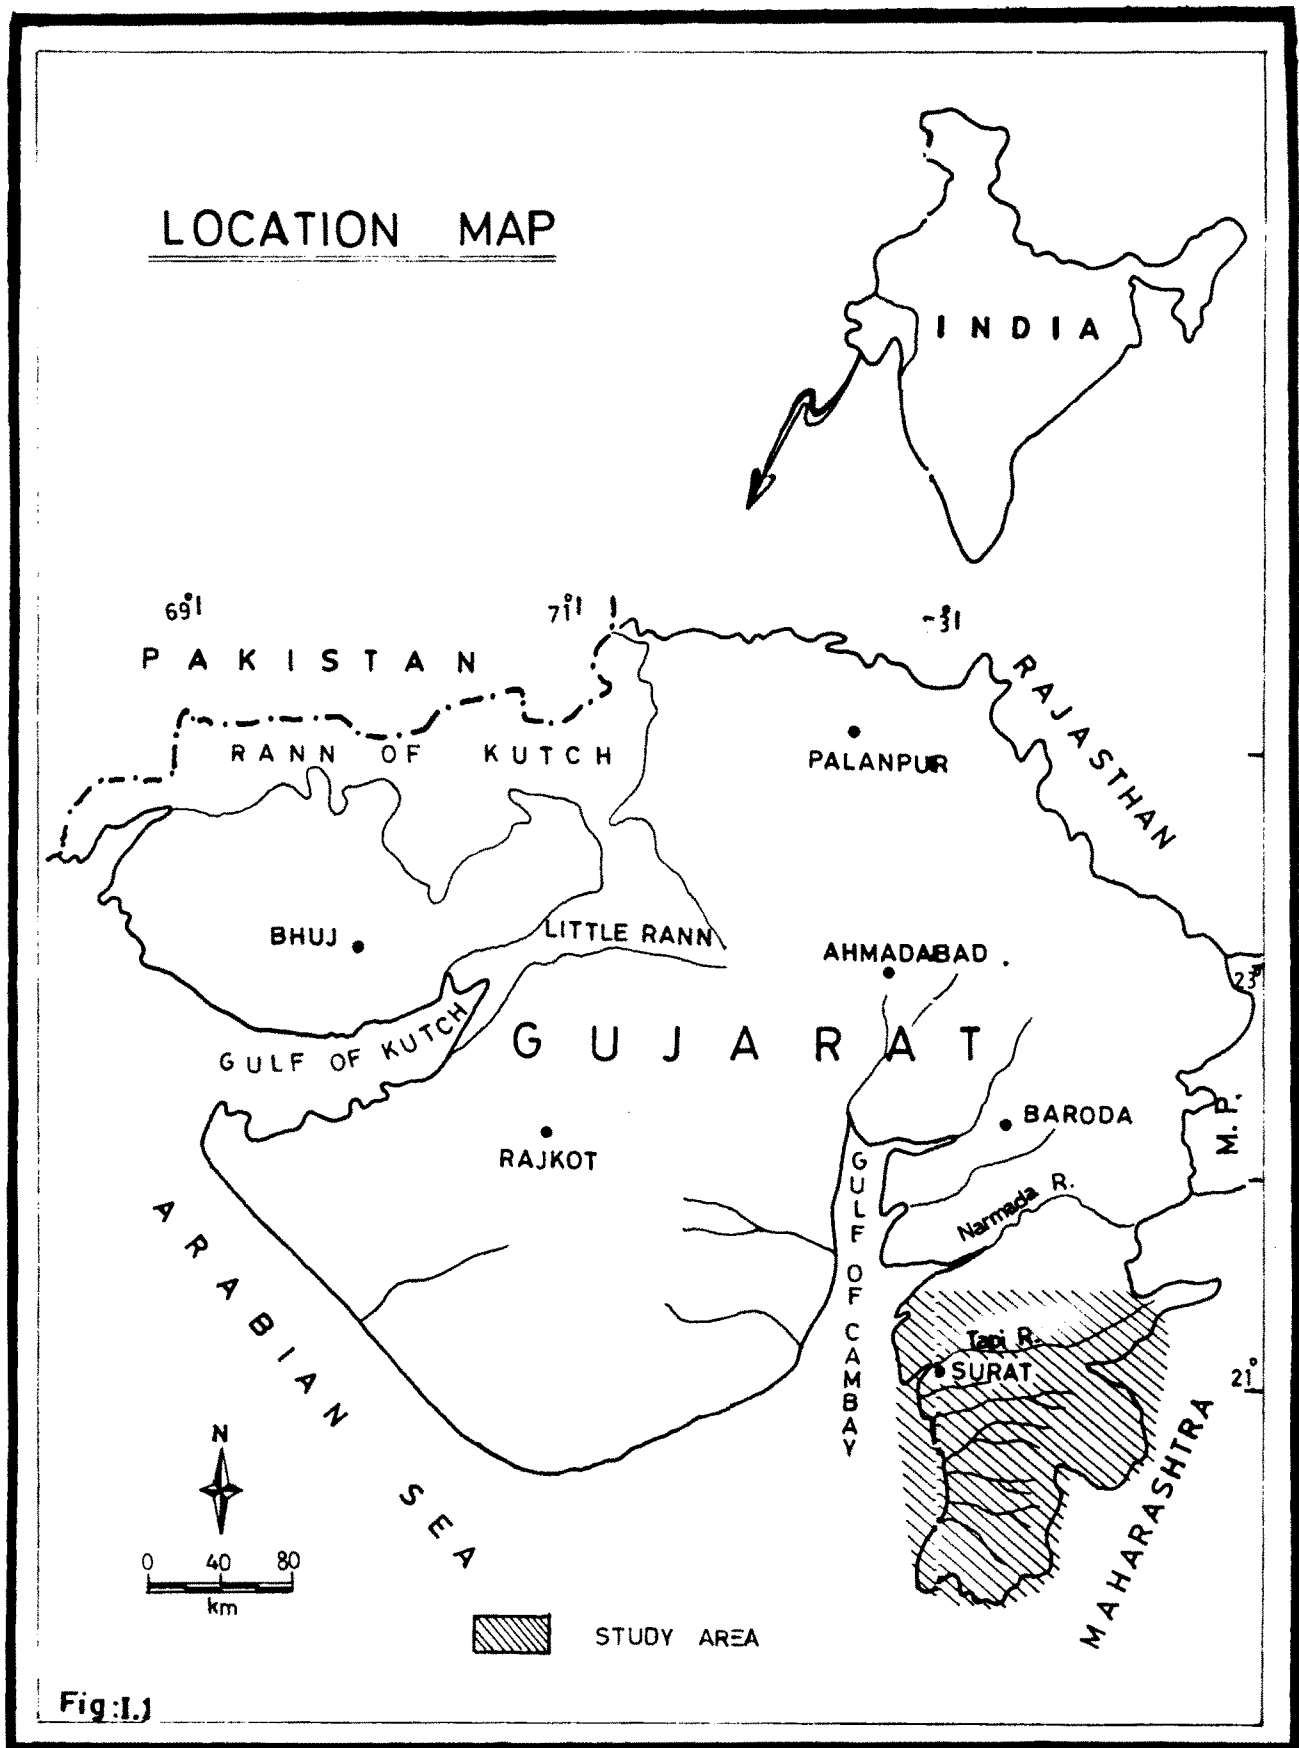 LOCATION MAP
INDIA
69°
71°
PAKISTAN
RANN OF KUTCH
RAJASTHAN
PALANPUR
BHUJ
LITTLE RANN
AHMADABAD
23°
GULF OF KUTCH
GUJARAT
M.P.
BARODA
RAJKOT
GULF OF CAMBAY
Narmada R.
ARABIAN SEA
Tapi R.
SURAT
21°
MAHARASHTRA
N
0 40 80
km
STUDY AREA
Fig:I.1